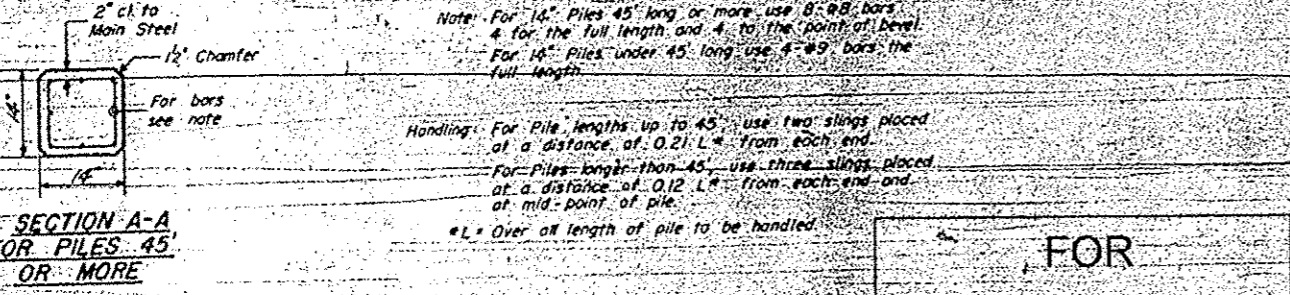 2" cl. to
Main Steel
1½" Chamfer
14"
For bars
see note
14"
SECTION A-A
FOR PILES 45'
OR MORE
Note: For 14" Piles 45' long or more use 8-#8 bars,
4 for the full length and 4 to the point of bevel.
For 14" Piles under 45' long use 4-#9 bars the
full length.
Handling: For Pile lengths up to 45' use two slings placed
at a distance of 0.21 L* from each end.
For Piles longer than 45', use three slings placed
at a distance of 0.12 L* from each end and
at mid-point of pile.
*L = Over all length of pile to be handled.
FOR